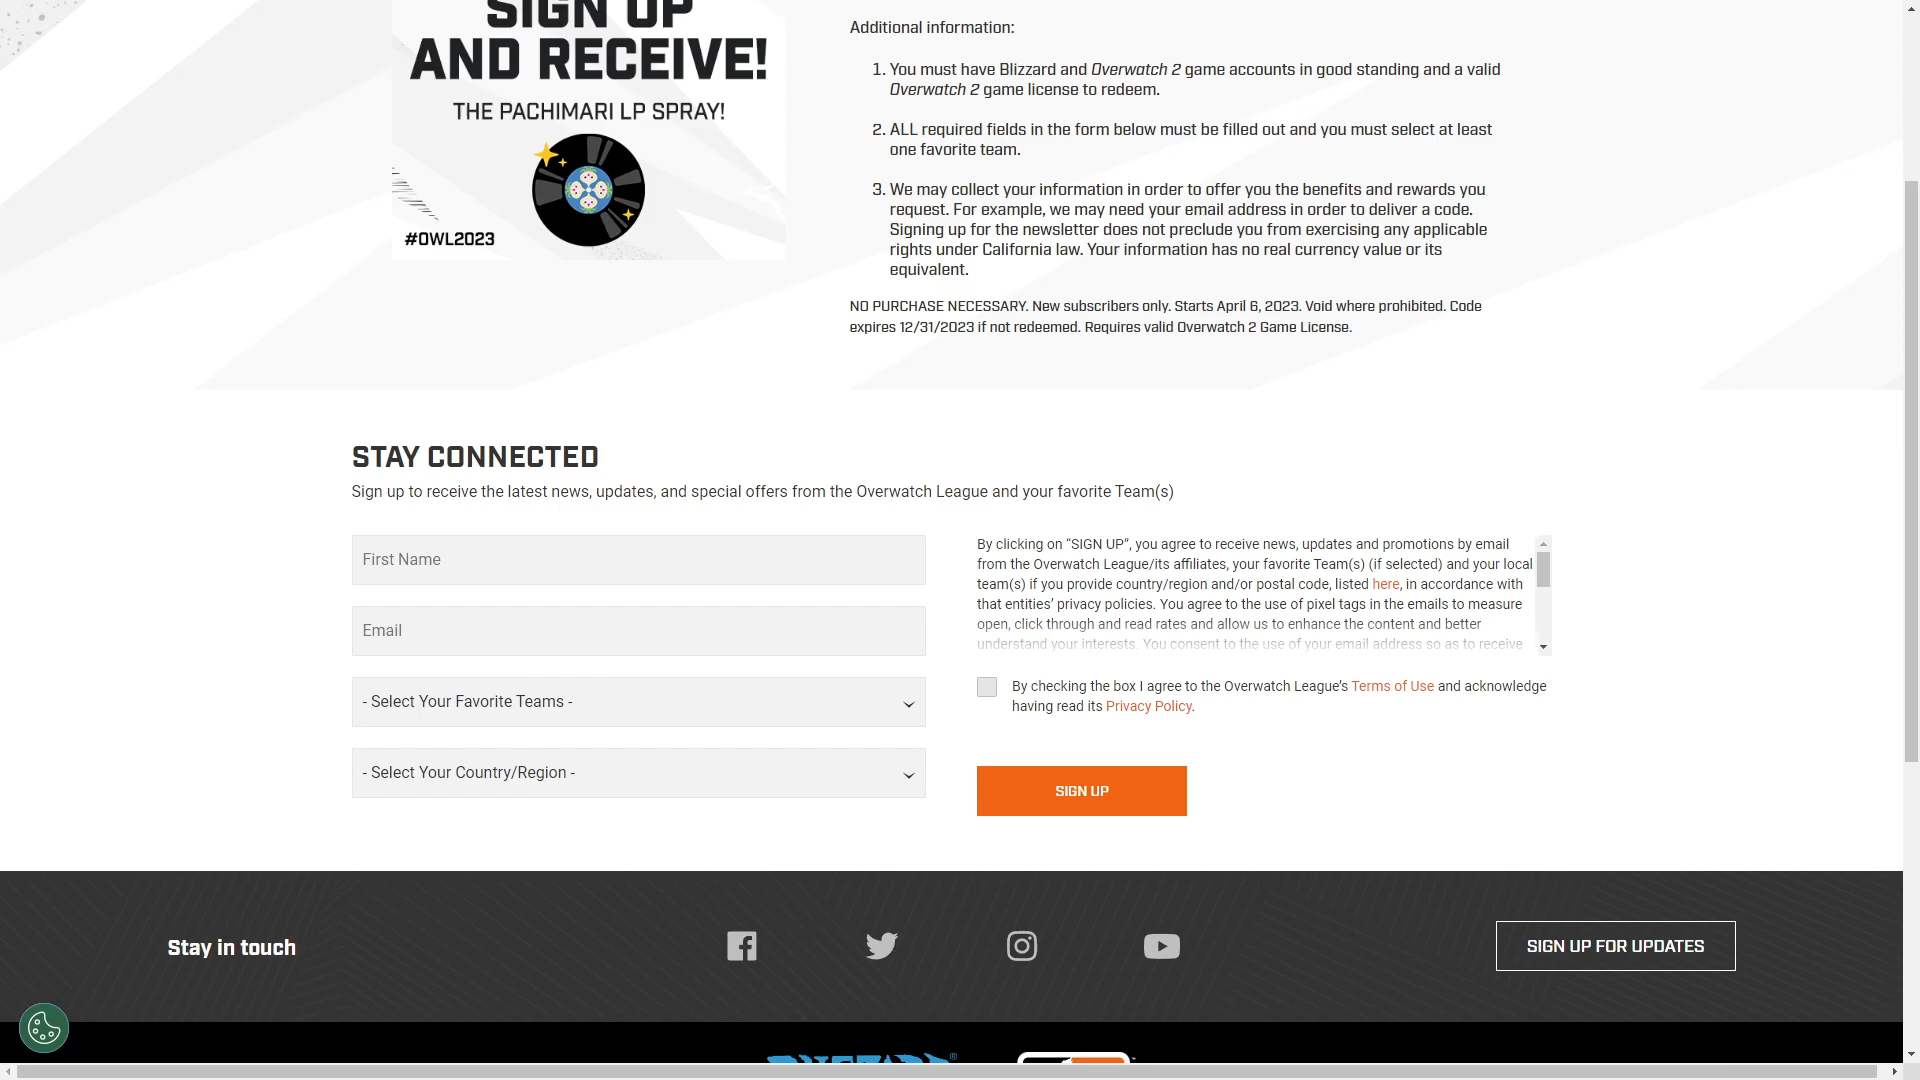 SIGN UP
AND RECEIVE!
THE PACHIMARI LP SPRAY!
#OWL2023
Additional information:
1. You must have Blizzard and Overwatch 2 game accounts in good standing and a valid
Overwatch 2 game license to redeem.
2. ALL required fields in the form below must be filled out and you must select at least
one favorite team.
3. We may collect your information in order to offer you the benefits and rewards you
request. For example, we may need your email address in order to deliver a code.
Signing up for the newsletter does not preclude you from exercising any applicable
rights under California law. Your information has no real currency value or its
equivalent.
NO PURCHASE NECESSARY. New subscribers only. Starts April 6, 2023. Void where prohibited. Code
expires 12/31/2023 if not redeemed. Requires valid Overwatch 2 Game License.
STAY CONNECTED
Sign up to receive the latest news, updates, and special offers from the Overwatch League and your favorite Team(s)
First Name
Email
- Select Your Favorite Teams -
- Select Your Country/Region -
By clicking on “SIGN UP”, you agree to receive news, updates and promotions by email
from the Overwatch League/its affiliates, your favorite Team(s) (if selected) and your local
team(s) if you provide country/region and/or postal code, listed here, in accordance with
that entities’ privacy policies. You agree to the use of pixel tags in the emails to measure
open, click through and read rates and allow us to enhance the content and better
understand your interests. You consent to the use of your email address so as to receive
By checking the box I agree to the Overwatch League’s Terms of Use and acknowledge
having read its Privacy Policy.
SIGN UP
Stay in touch
SIGN UP FOR UPDATES